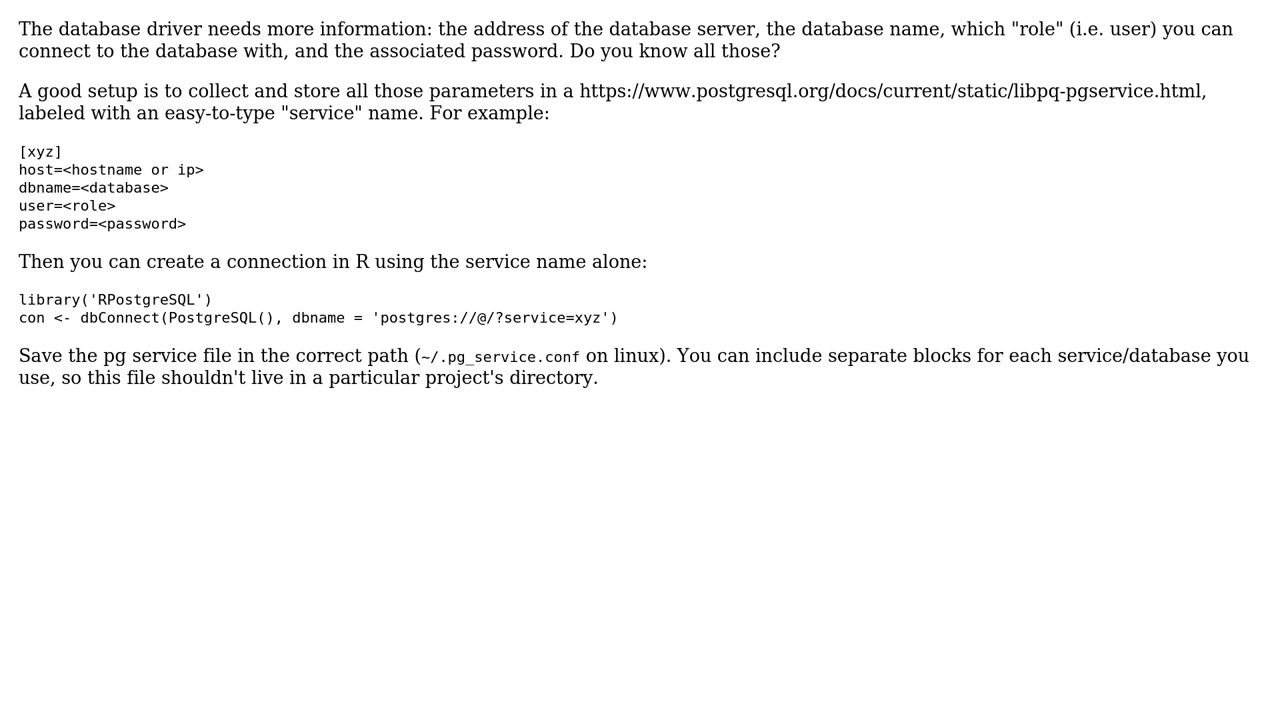 The database driver needs more information: the address of the database server, the database name, which "role" (i.e. user) you can
connect to the database with, and the associated password. Do you know all those?
A good setup is to collect and store all those parameters in a https://www.postgresql.org/docs/current/static/libpq-pgservice.html,
labeled with an easy-to-type "service" name. For example:
[xyz]
host=<hostname or ip>
dbname=<database>
user=<role>
password=<password>
Then you can create a connection in R using the service name alone:
library('RPostgreSQL')
con <- dbConnect(PostgreSQL(), dbname = 'postgres://@/?service=xyz')
Save the pg service file in the correct path (~/.pg_service.conf on linux). You can include separate blocks for each service/database you
use, so this file shouldn't live in a particular project's directory.